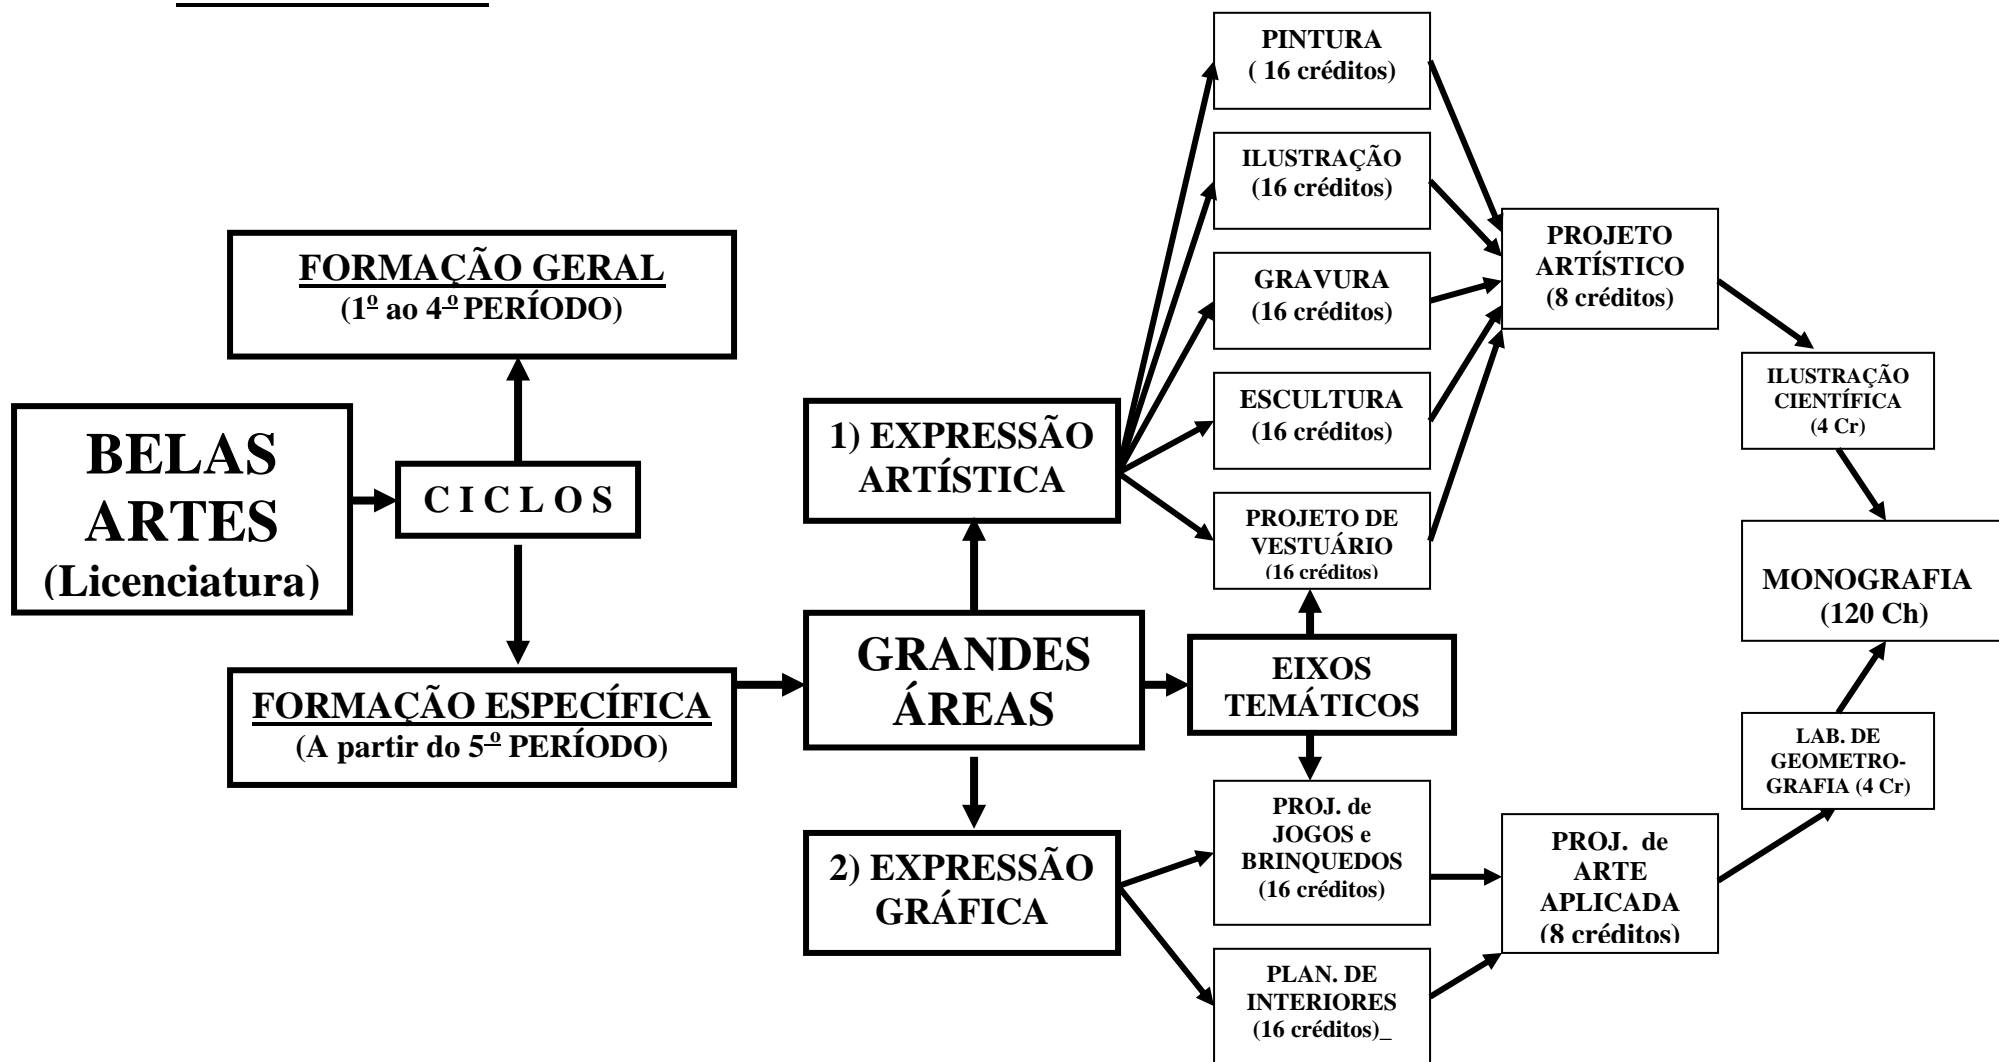 BELAS
ARTES
(Licenciatura)
C I C L O S
FORMAÇÃO GERAL
(1º ao 4º PERÍODO)
FORMAÇÃO ESPECÍFICA
(A partir do 5º PERÍODO)
GRANDES
ÁREAS
1) EXPRESSÃO
ARTÍSTICA
2) EXPRESSÃO
GRÁFICA
EIXOS
TEMÁTICOS
PINTURA
( 16 créditos)
ILUSTRAÇÃO
(16 créditos)
GRAVURA
(16 créditos)
ESCULTURA
(16 créditos)
PROJETO DE
VESTUÁRIO
(16 créditos)
PROJ. de
JOGOS e
BRINQUEDOS
(16 créditos)
PLAN. DE
INTERIORES
(16 créditos)_
PROJETO
ARTÍSTICO
(8 créditos)
PROJ. de
ARTE
APLICADA
(8 créditos)
ILUSTRAÇÃO
CIENTÍFICA
(4 Cr)
MONOGRAFIA
(120 Ch)
LAB. DE
GEOMETRO-
GRAFIA (4 Cr)